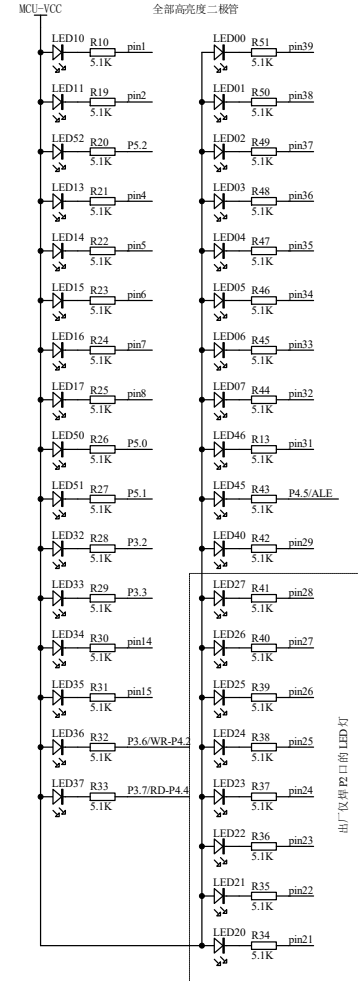 MCU-VCC
全部高亮度二极管
LED10 R10 pin1
5.1K
LED11 R19 pin2
5.1K
LED52 R20 P5.2
5.1K
LED13 R21 pin4
5.1K
LED14 R22 pin5
5.1K
LED15 R23 pin6
5.1K
LED16 R24 pin7
5.1K
LED17 R25 pin8
5.1K
LED50 R26 P5.0
5.1K
LED51 R27 P5.1
5.1K
LED32 R28 P3.2
5.1K
LED33 R29 P3.3
5.1K
LED34 R30 pin14
5.1K
LED35 R31 pin15
5.1K
LED36 R32 P3.6/WR-P4.2
5.1K
LED37 R33 P3.7/RD-P4.4
5.1K
LED00 R51 pin39
5.1K
LED01 R50 pin38
5.1K
LED02 R49 pin37
5.1K
LED03 R48 pin36
5.1K
LED04 R47 pin35
5.1K
LED05 R46 pin34
5.1K
LED06 R45 pin33
5.1K
LED07 R44 pin32
5.1K
LED46 R13 pin31
5.1K
LED45 R43 P4.5/ALE
5.1K
LED40 R42 pin29
5.1K
LED27 R41 pin28
5.1K
LED26 R40 pin27
5.1K
LED25 R39 pin26
5.1K
LED24 R38 pin25
5.1K
LED23 R37 pin24
5.1K
LED22 R36 pin23
5.1K
LED21 R35 pin22
5.1K
LED20 R34 pin21
5.1K
出厂仅焊 P2 口的 LED 灯